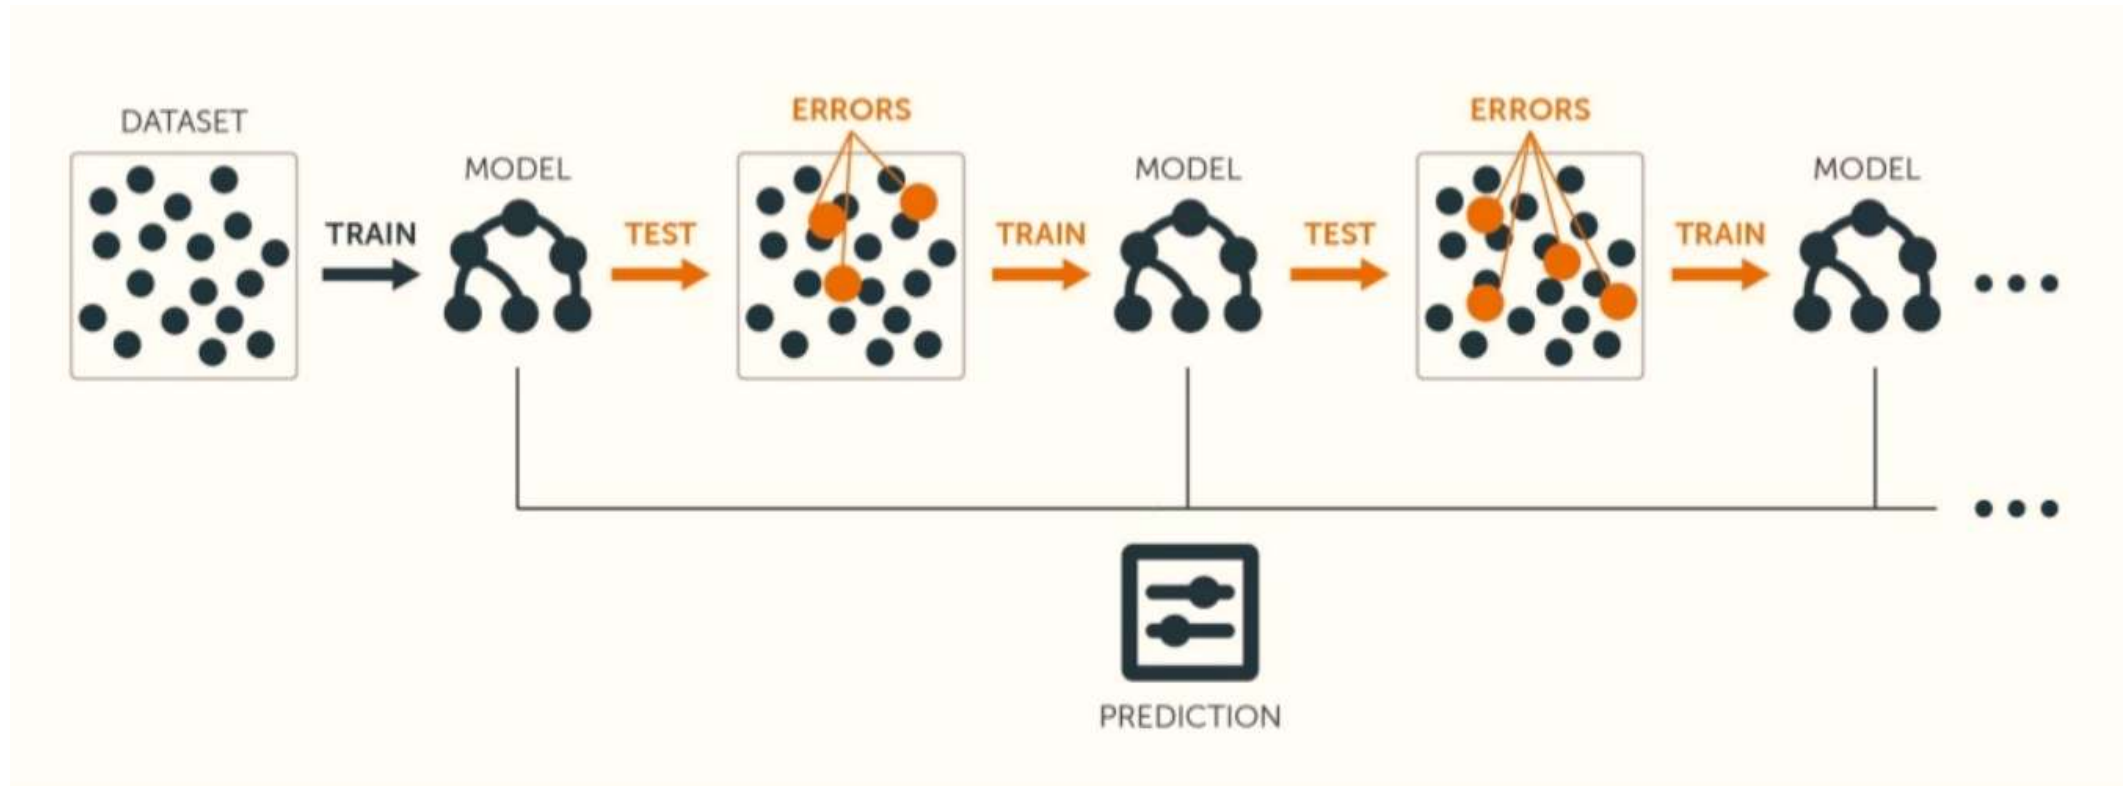 DATASET
TRAIN
MODEL
TEST
ERRORS
TRAIN
MODEL
TEST
ERRORS
TRAIN
MODEL
PREDICTION